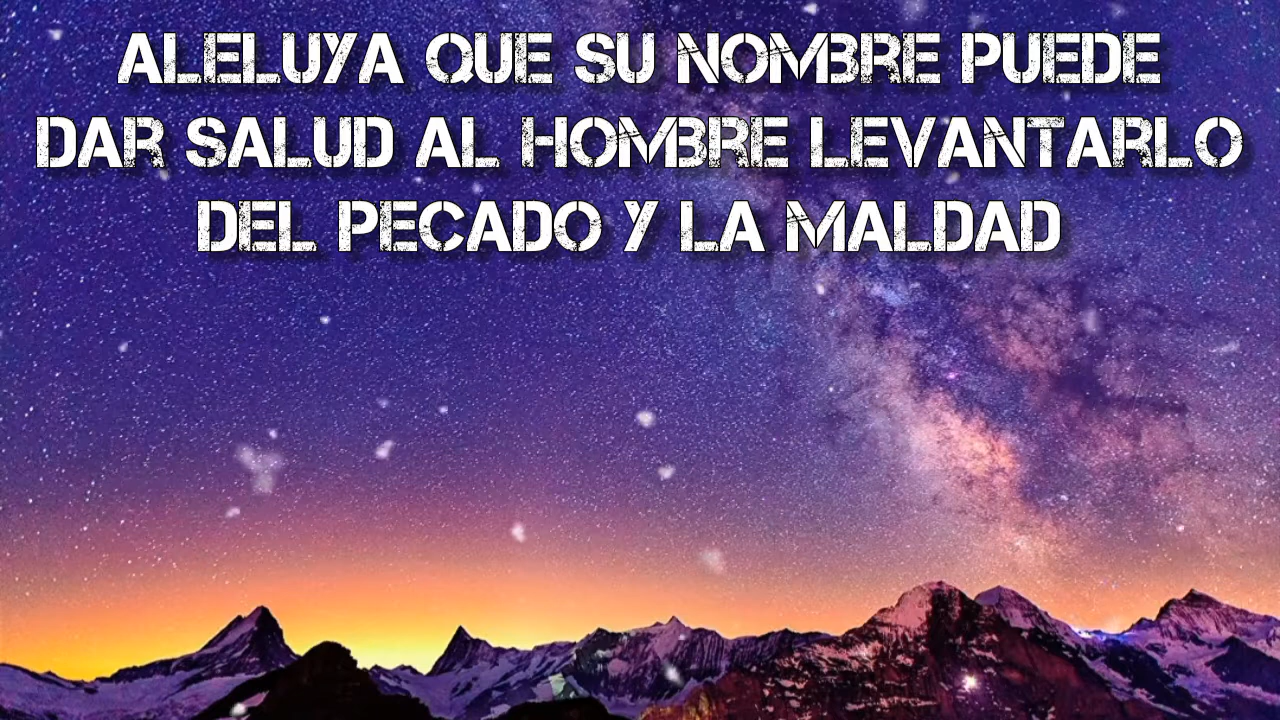 ALELUYA QUE SU NOMBRE PUEDE
DAR SALUD AL HOMBRE LEVANTARLO
DEL PECADO Y LA MALDAD